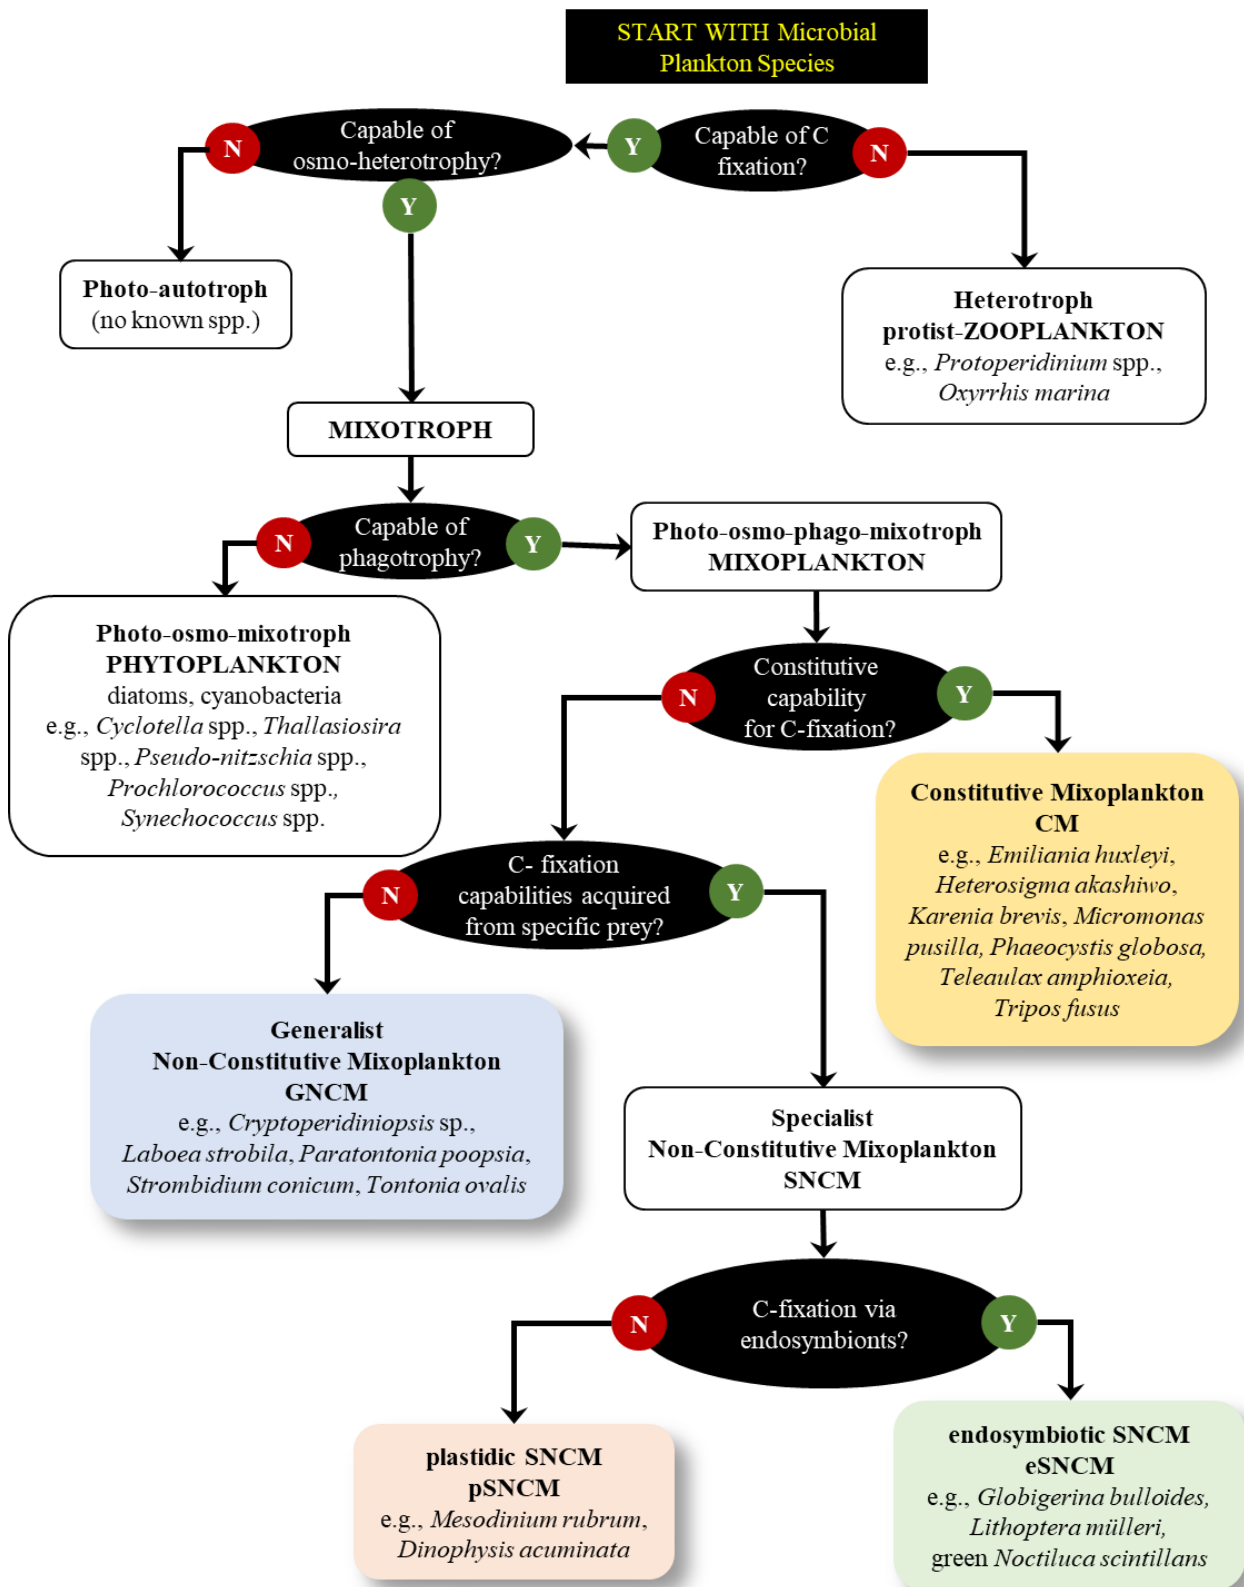 START WITH Microbial
Plankton Species
Capable of
osmo-heterotrophy?
N
Y
Capable of C
fixation?
Y
N
Photo-autotroph
(no known spp.)
Heterotroph
protist-ZOOPLANKTON
e.g., Protoperidinium spp.,
Oxyrrhis marina
MIXOTROPH
Capable of
phagotrophy?
N
Y
Photo-osmo-phago-mixotroph
MIXOPLANKTON
Photo-osmo-mixotroph
PHYTOPLANKTON
diatoms, cyanobacteria
e.g., Cyclotella spp., Thallasiosira
spp., Pseudo-nitzschia spp.,
Prochlorococcus spp.,
Synechococcus spp.
Constitutive
capability
for C-fixation?
N
Y
Constitutive Mixoplankton
CM
e.g., Emiliania huxleyi,
Heterosigma akashiwo,
Karenia brevis, Micromonas
pusilla, Phaeocystis globosa,
Teleaulax amphioxeia,
Tripos fusus
C- fixation
capabilities acquired
from specific prey?
N
Y
Generalist
Non-Constitutive Mixoplankton
GNCM
e.g., Cryptoperidiniopsis sp.,
Laboea strobila, Paratontonia poopsia,
Strombidium conicum, Tontonia ovalis
Specialist
Non-Constitutive Mixoplankton
SNCM
C-fixation via
endosymbionts?
N
Y
plastidic SNCM
pSNCM
e.g., Mesodinium rubrum,
Dinophysis acuminata
endosymbiotic SNCM
eSNCM
e.g., Globigerina bulloides,
Lithoptera mülleri,
green Noctiluca scintillans